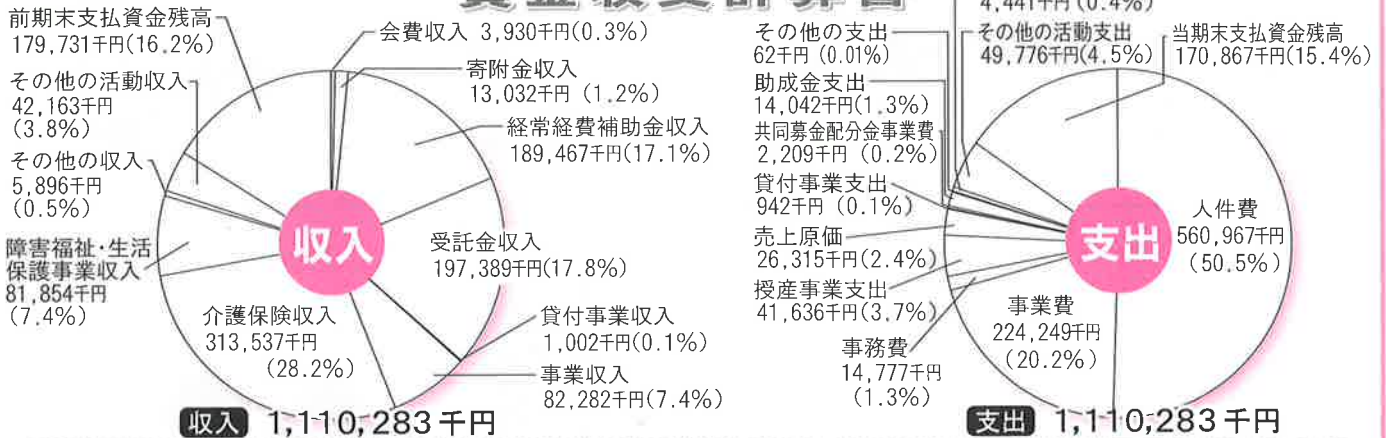 資金収支計算書
前期末支払資金残高
179,731千円(16.2%)
その他の活動収入
42,163千円
(3.8%)
その他の収入
5,896千円
(0.5%)
障害福祉・生活
保護事業収入
81,854千円
(7.4%)
会費収入 3,930千円(0.3%)
寄附金収入
13,032千円 (1.2%)
経常経費補助金収入
189,467千円(17.1%)
受託金収入
197,389千円(17.8%)
貸付事業収入
1,002千円(0.1%)
事業収入
82,282千円(7.4%)
介護保険収入
313,537千円
(28.2%)
収入
収入 1,110,283千円
4,441千円(0.4%)
その他の支出
62千円 (0.01%)
助成金支出
14,042千円(1.3%)
共同募金配分金事業費
2,209千円 (0.2%)
貸付事業支出
942千円 (0.1%)
売上原価
26,315千円(2.4%)
授産事業支出
41,636千円(3.7%)
事務費
14,777千円
(1.3%)
その他の活動支出
49,776千円(4.5%)
当期末支払資金残高
170,867千円(15.4%)
人件費
560,967千円
(50.5%)
事業費
224,249千円
(20.2%)
支出
支出 1,110,283千円